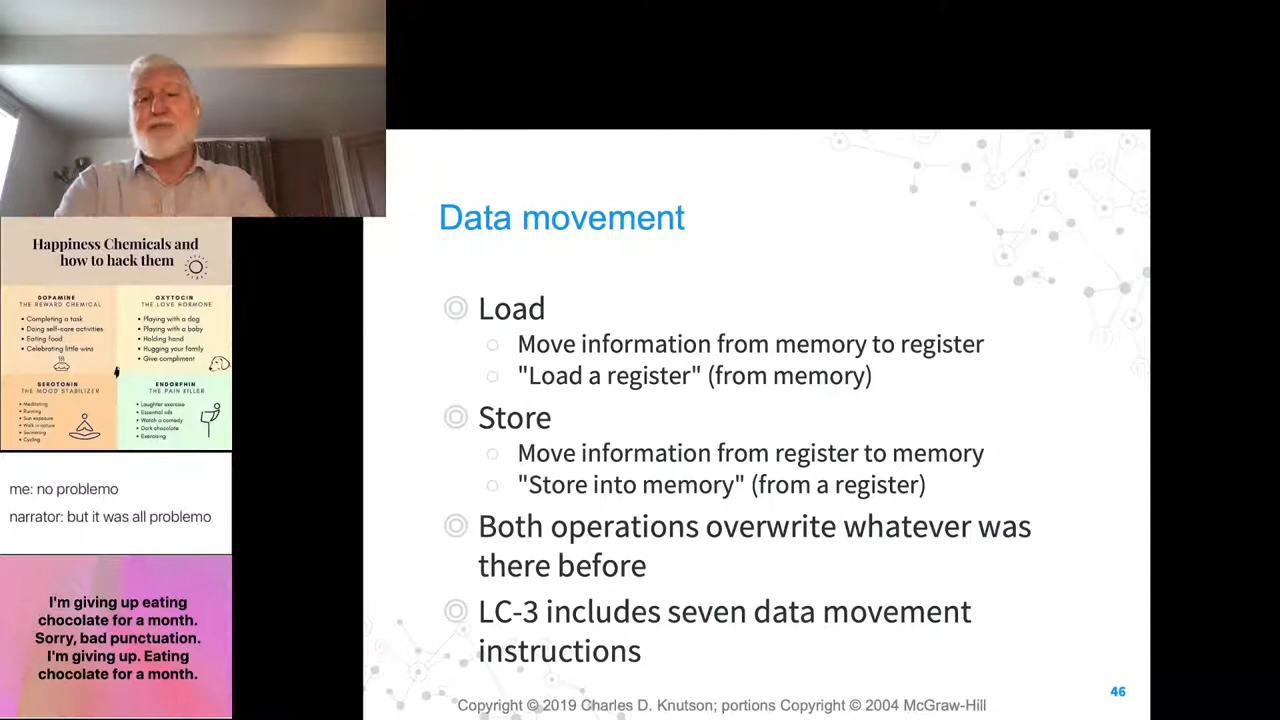 Happiness Chemicals and
how to hack them
DOPAMINE
THE REWARD CHEMICAL
• Completing a task
• Doing self-care activities
• Eating food
• Celebrating little wins
OXYTOCIN
THE LOVE HORMONE
• Playing with a dog
• Playing with a baby
• Holding hand
• Hugging your family
• Give compliment
SEROTONIN
THE MOOD STABILIZER
• Meditating
• Running
• Sun exposure
• Walk in nature
• Swimming
• Cycling
ENDORPHIN
THE PAIN KILLER
• Laughter exercise
• Essential oils
• Watch a comedy
• Dark chocolate
• Exercising
me: no problemo
narrator: but it was all problemo
I'm giving up eating
chocolate for a month.
Sorry, bad punctuation.
I'm giving up. Eating
chocolate for a month.
Data movement
Load
Move information from memory to register
"Load a register" (from memory)
Store
Move information from register to memory
"Store into memory" (from a register)
Both operations overwrite whatever was
there before
LC-3 includes seven data movement
instructions
46
Copyright © 2019 Charles D. Knutson; portions Copyright © 2004 McGraw-Hill